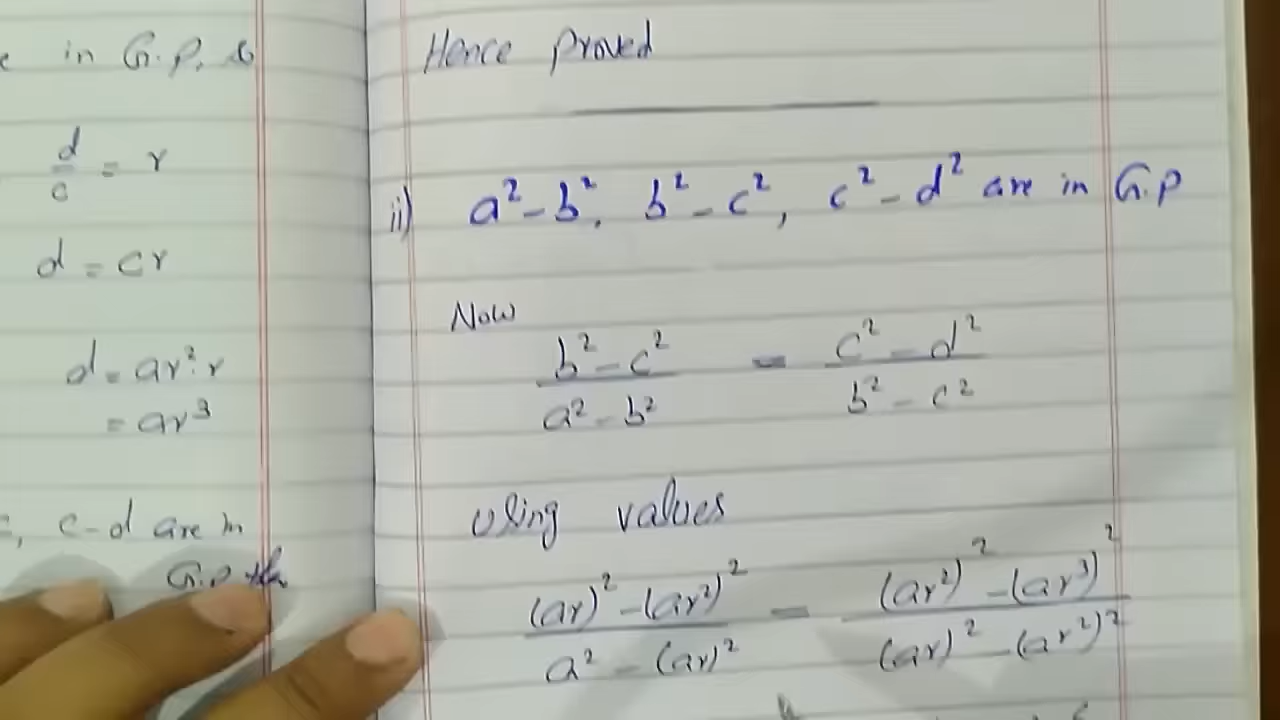 in G.P,
d/c = r
d = cr
d = ar².r
= ar³
, c-d are in
G.P
Hence proved
ii) a²-b², b²-c², c²-d² are in G.P
Now
(b²-c²)/(a²-b²) = (c²-d²)/(b²-c²)
Using values
((ar)²-(ar²)²)/(a²-(ar)²) = ((ar²)²-(ar³)²)/((ar)²-(ar²)²)